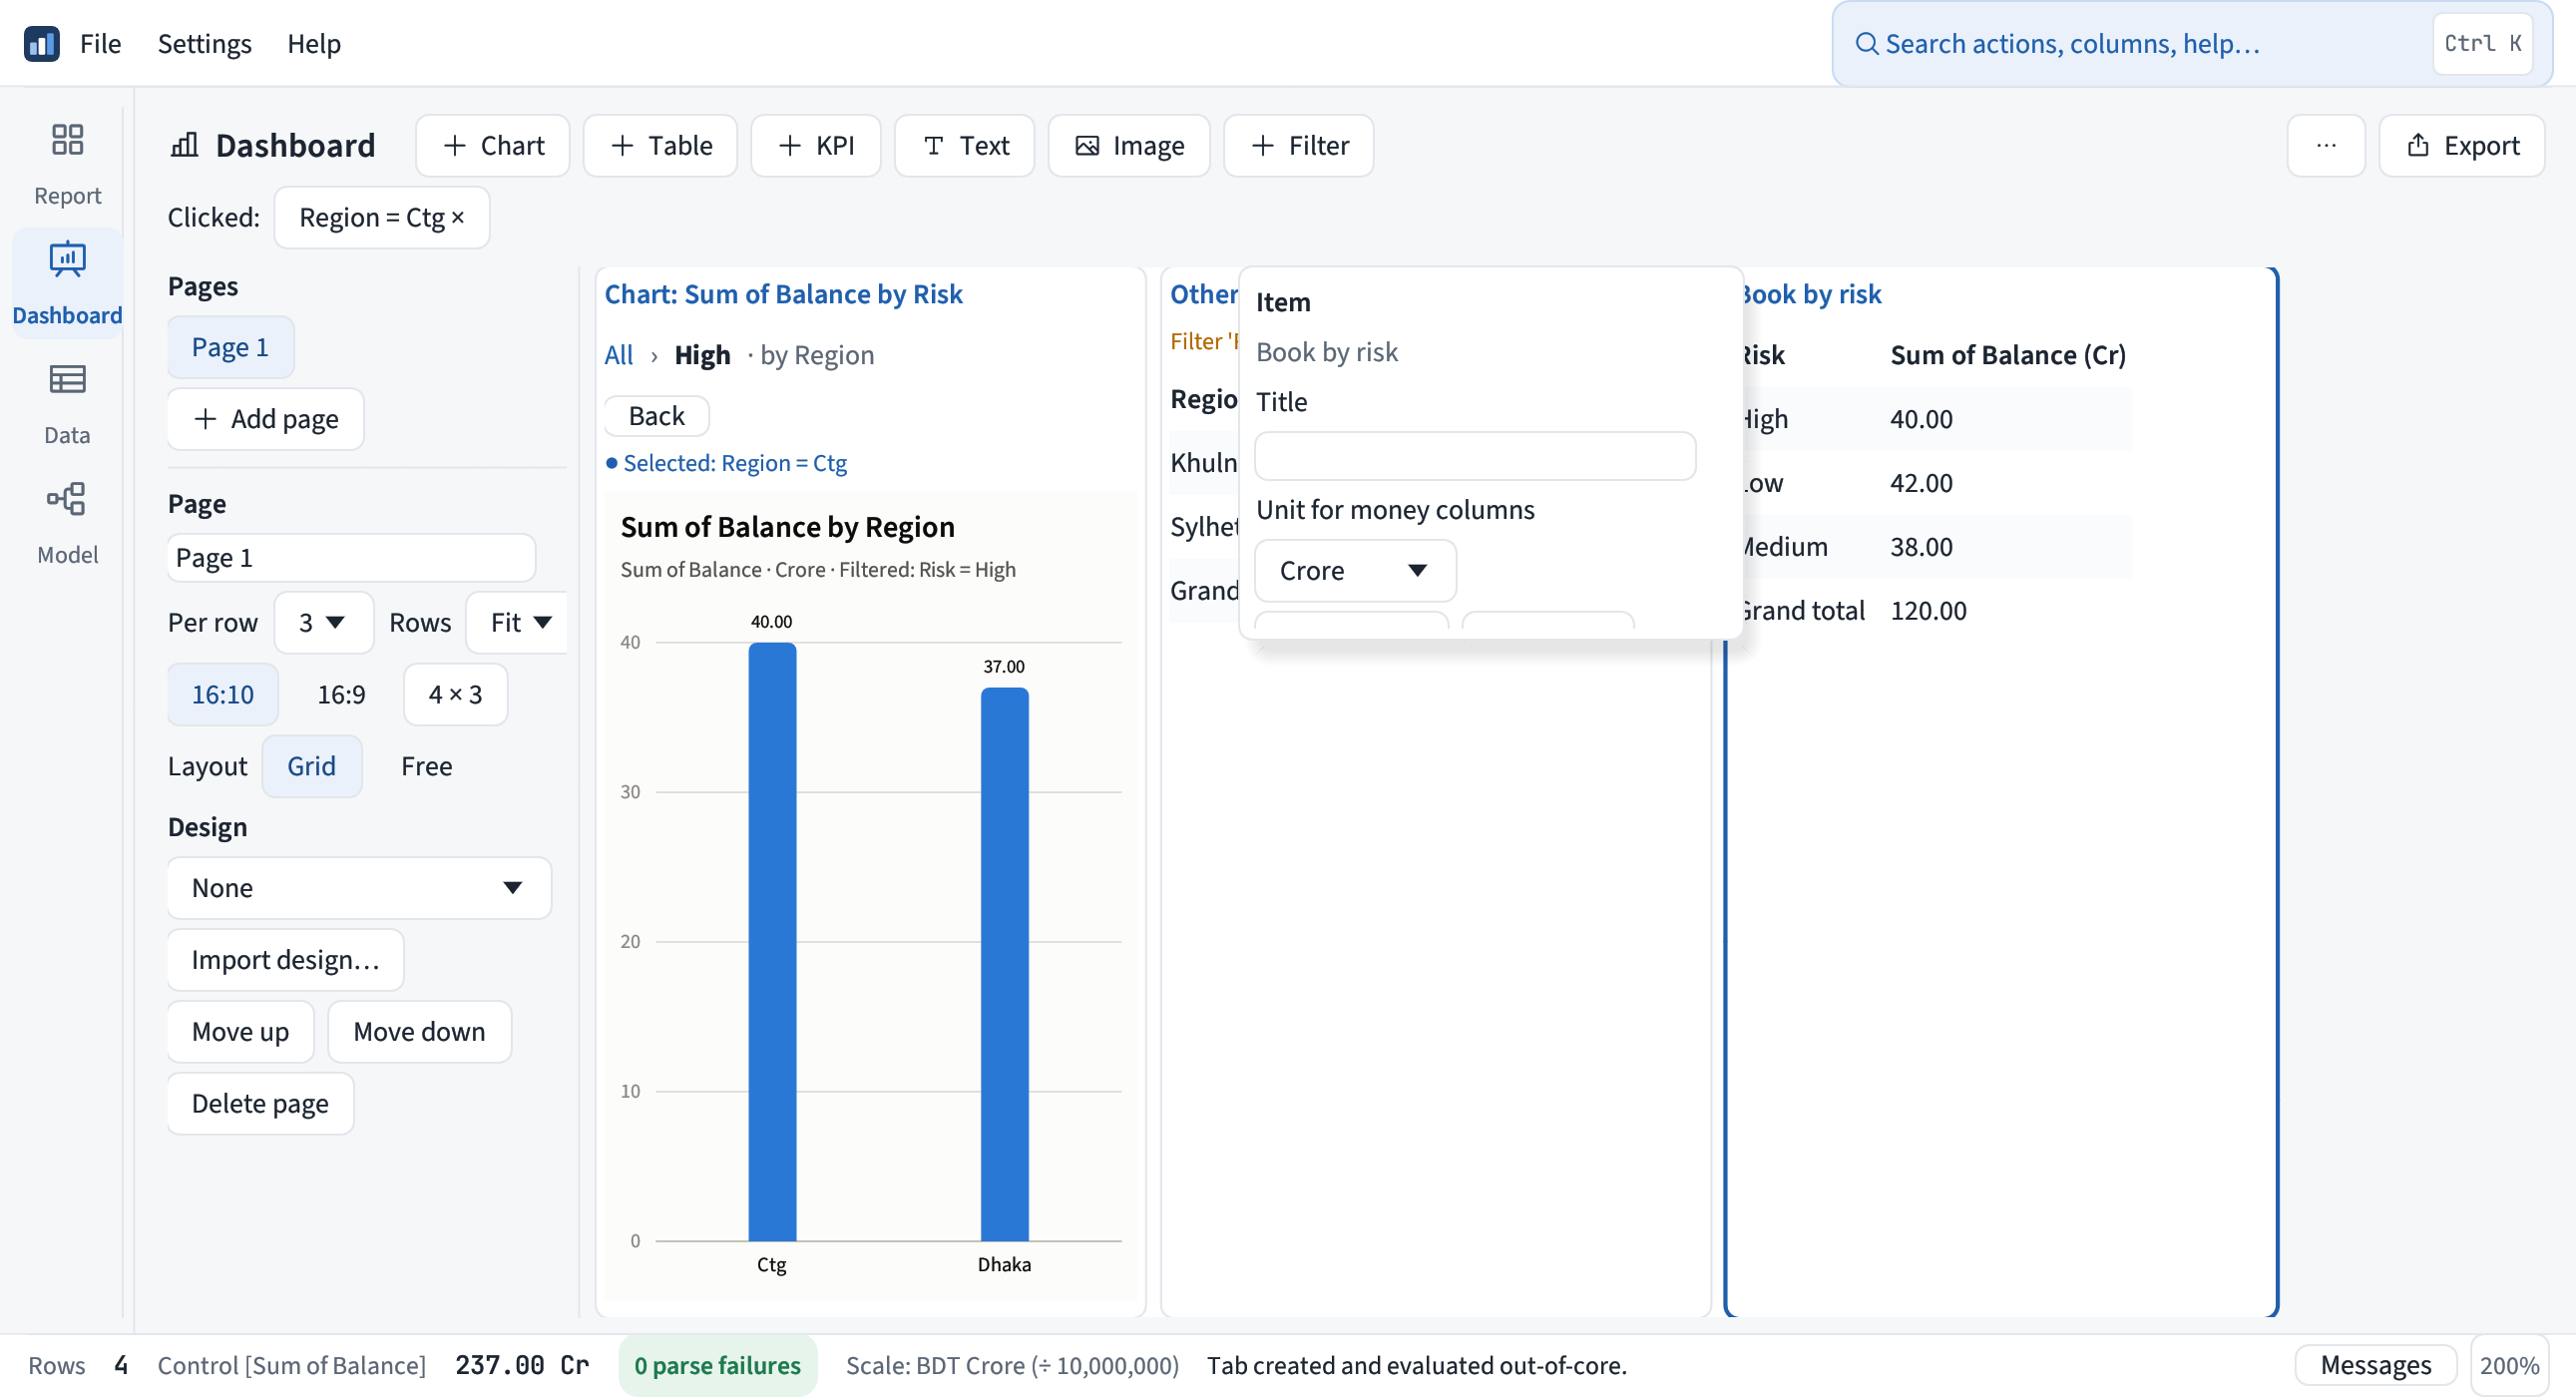 File Settings Help
Search actions, columns, help… Ctrl K
Report
Dashboard
Data
Model
Dashboard + Chart + Table + KPI Text Image + Filter ··· Export
Clicked: Region = Ctg ×
Pages
Page 1
+ Add page
Page
Page 1
Per row 3 Rows Fit
16:10 16:9 4 × 3
Layout Grid Free
Design
None
Import design…
Move up Move down
Delete page
Chart: Sum of Balance by Risk
All › High · by Region
Back
Selected: Region = Ctg
Sum of Balance by Region
Sum of Balance · Crore · Filtered: Risk = High
40.00
40
37.00
30
20
10
0
Ctg Dhaka
Other
Filter
Item
Book by risk
Title
Unit for money columns
Crore
Book by risk
Risk Sum of Balance (Cr)
High 40.00
Low 42.00
Medium 38.00
Grand total 120.00
Grand
Rows 4 Control [Sum of Balance] 237.00 Cr 0 parse failures Scale: BDT Crore (÷ 10,000,000) Tab created and evaluated out-of-core. Messages 200%